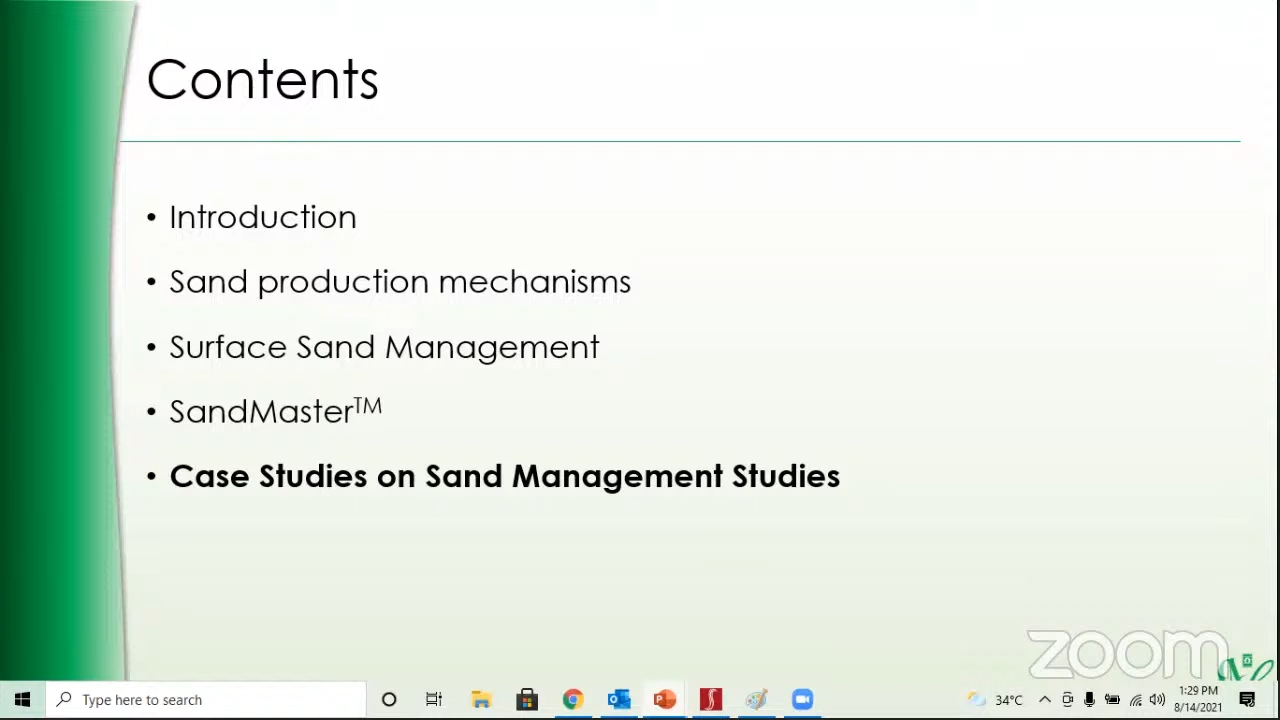 Contents
• Introduction
• Sand production mechanisms
• Surface Sand Management
• SandMaster™
• Case Studies on Sand Management Studies
zoom
Type here to search
34°C
1:29 PM
8/14/2021